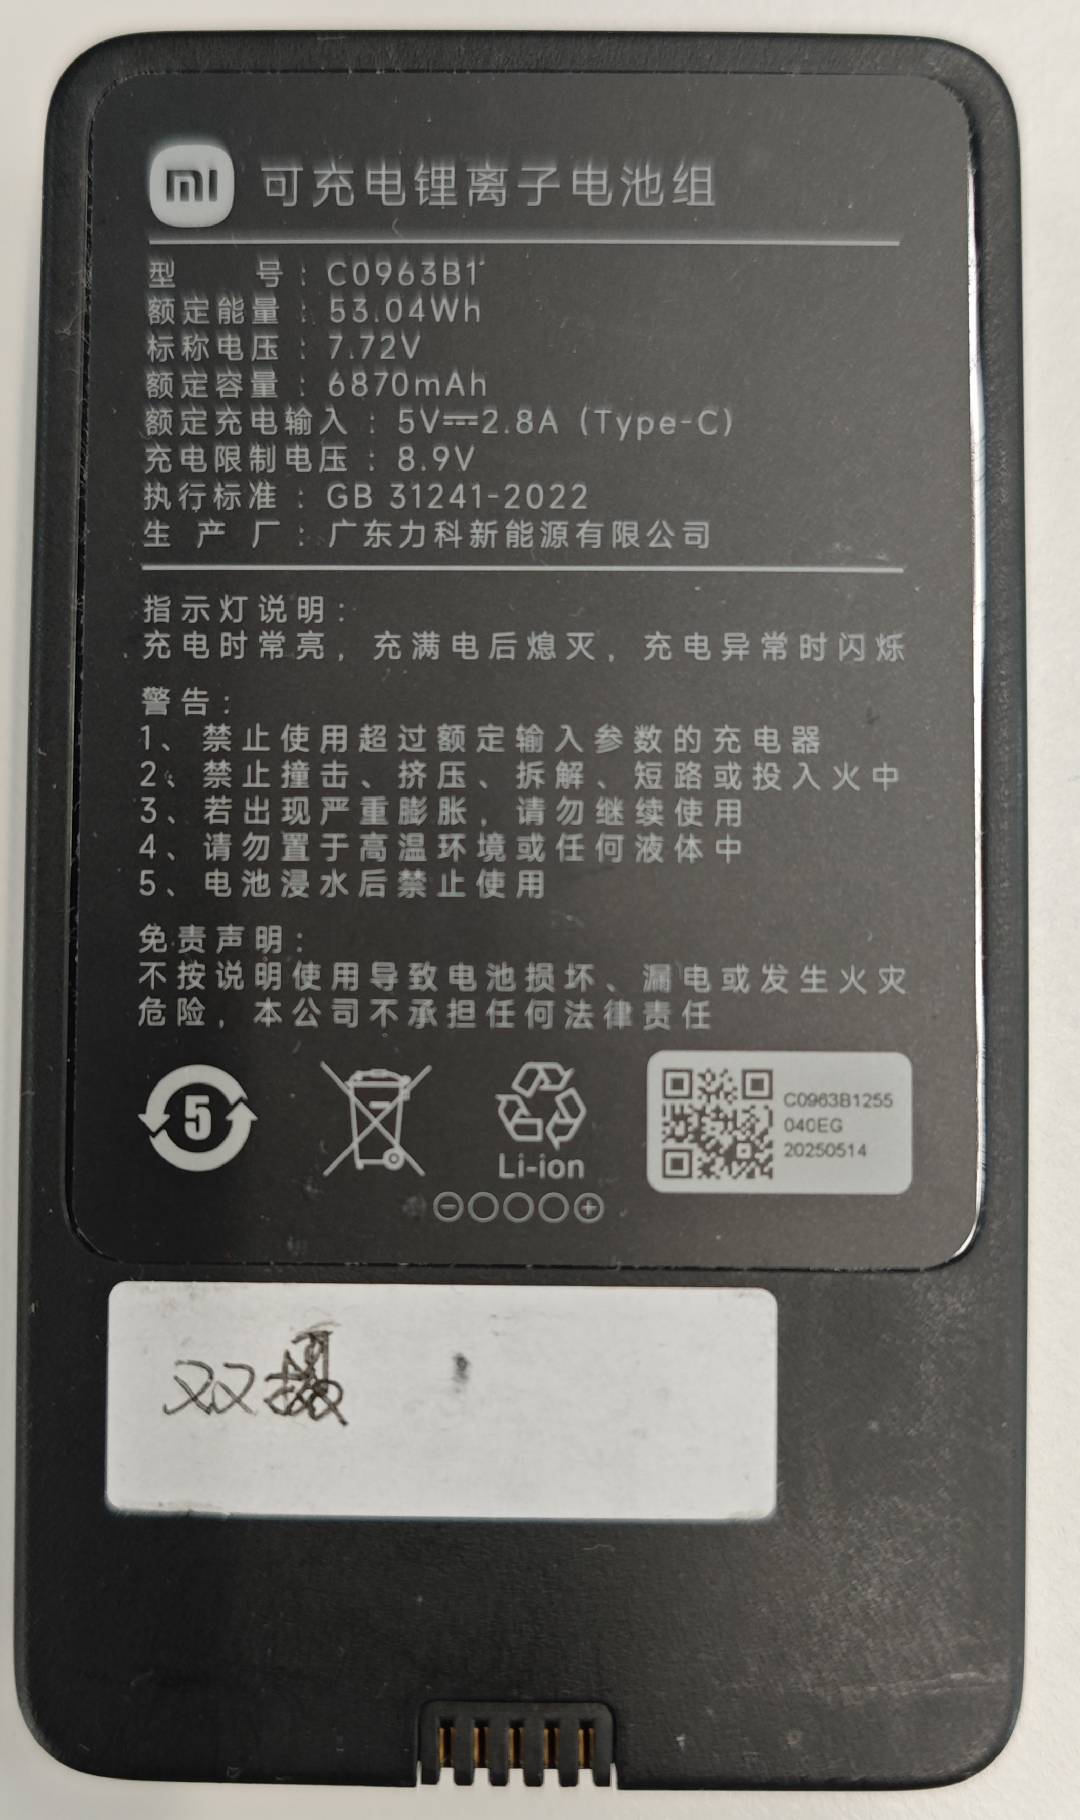 mi 可充电锂离子电池组
型 号：C0963B1
额定能量：53.04Wh
标称电压：7.72V
额定容量：6870mAh
额定充电输入：5V⎓2.8A (Type-C)
充电限制电压：8.9V
执行标准：GB 31241-2022
生产厂：广东力科新能源有限公司
指示灯说明：
充电时常亮，充满电后熄灭，充电异常时闪烁
警告：
1、禁止使用超过额定输入参数的充电器
2、禁止撞击、挤压、拆解、短路或投入火中
3、若出现严重膨胀，请勿继续使用
4、请勿置于高温环境或任何液体中
5、电池浸水后禁止使用
免责声明：
不按说明使用导致电池损坏、漏电或发生火灾
危险，本公司不承担任何法律责任
5
Li-ion
C0963B1255
040EG
20250514
双摄